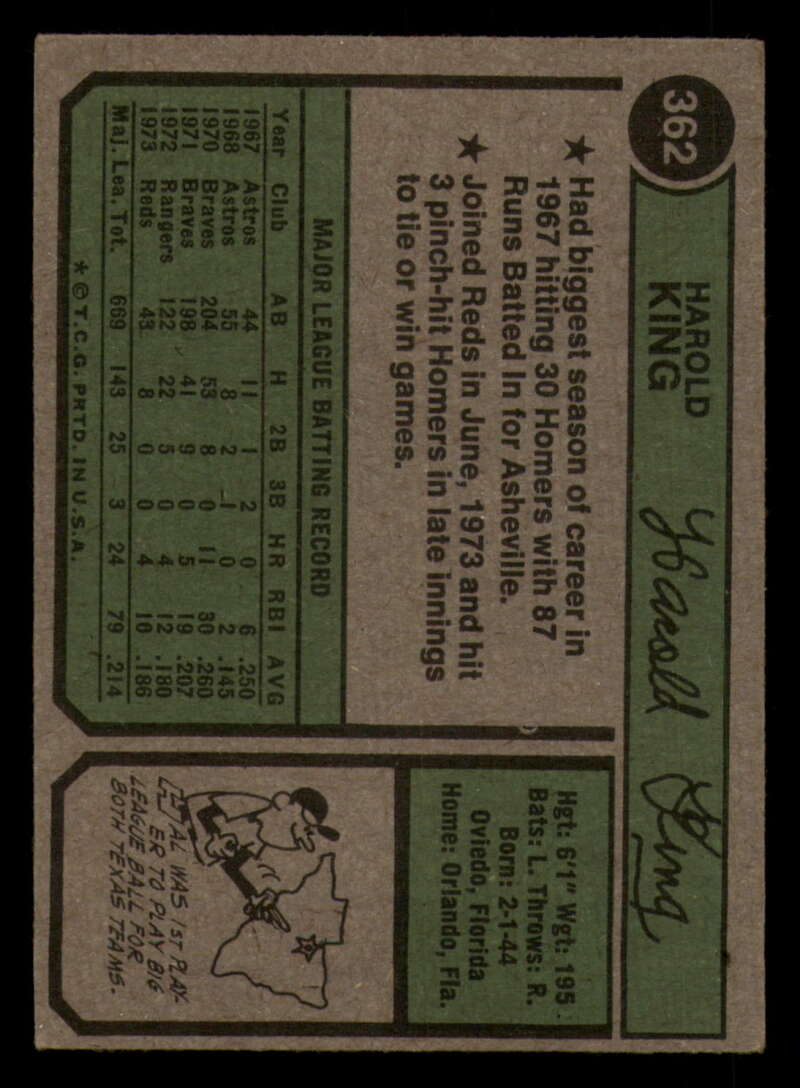 362
HAROLD
KING
Harold King
★ Had biggest season of career in
1967 hitting 30 Homers with 87
Runs Batted In for Asheville.
★ Joined Reds in June, 1973 and hit
3 pinch-hit Homers in late innings
to tie or win games.
MAJOR LEAGUE BATTING RECORD
Year Club AB H 2B 3B HR RBI AVG
1967 Astros 44 11 1 2 0 6 .250
1968 Astros 55 8 2 1 0 2 .145
1970 Braves 204 53 8 0 11 30 .260
1971 Braves 198 41 9 0 5 19 .207
1972 Rangers 122 22 5 0 4 12 .180
1973 Reds 43 8 0 0 4 10 .186
Maj. Lea. Tot. 669 143 25 3 24 79 .214
* © T.C.G. PRTD. IN U.S.A.
Hgt: 6'1" Wgt: 195
Bats: L. Throws: R.
Born: 2-1-44
Oviedo, Florida
Home: Orlando, Fla.
HAL WAS 1ST PLAY-
ER TO PLAY BIG
LEAGUE BALL FOR
BOTH TEXAS TEAMS.